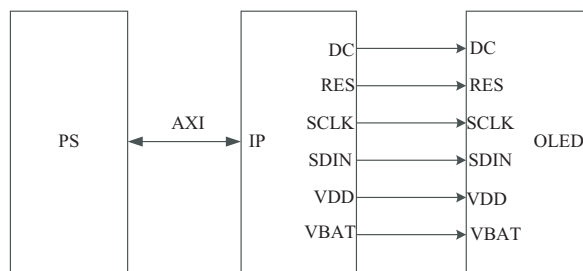 DC DC
RES RES
AXI SCLK SCLK
PS IP OLED
SDIN SDIN
VDD VDD
VBAT VBAT